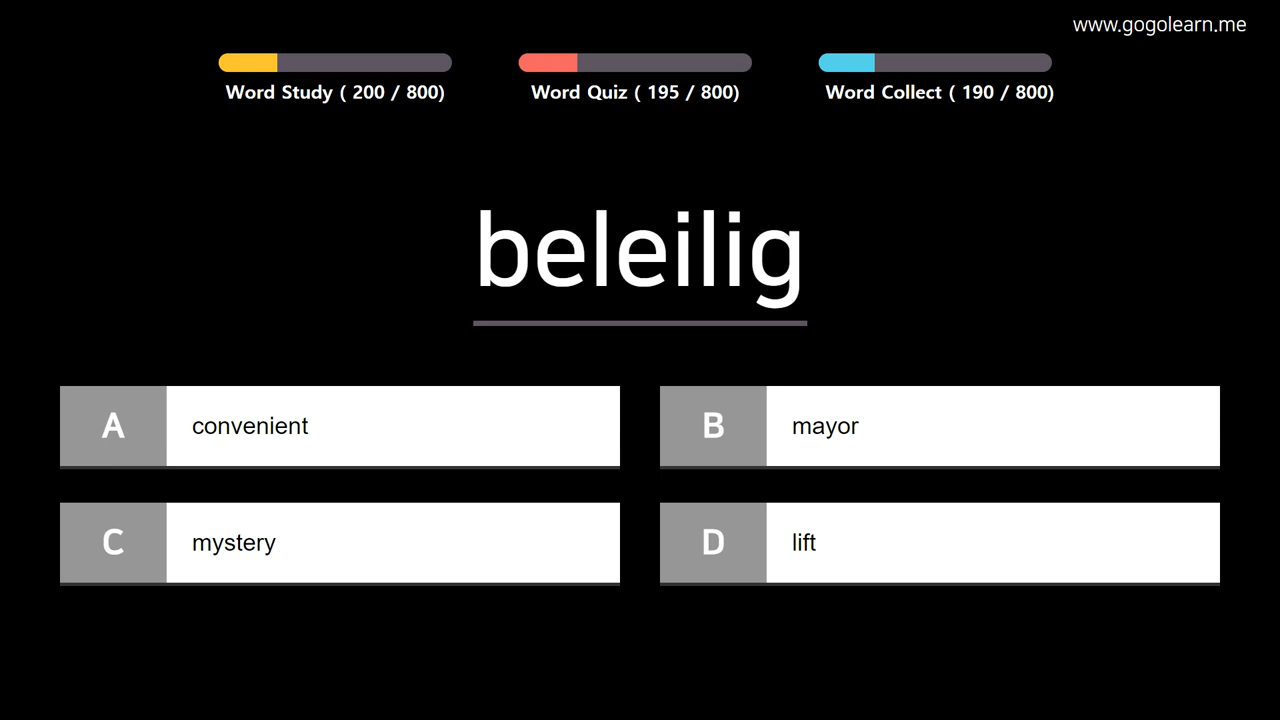 www.gogolearn.me
Word Study ( 200 / 800)
Word Quiz ( 195 / 800)
Word Collect ( 190 / 800)
beleilig
A convenient
B mayor
C mystery
D lift